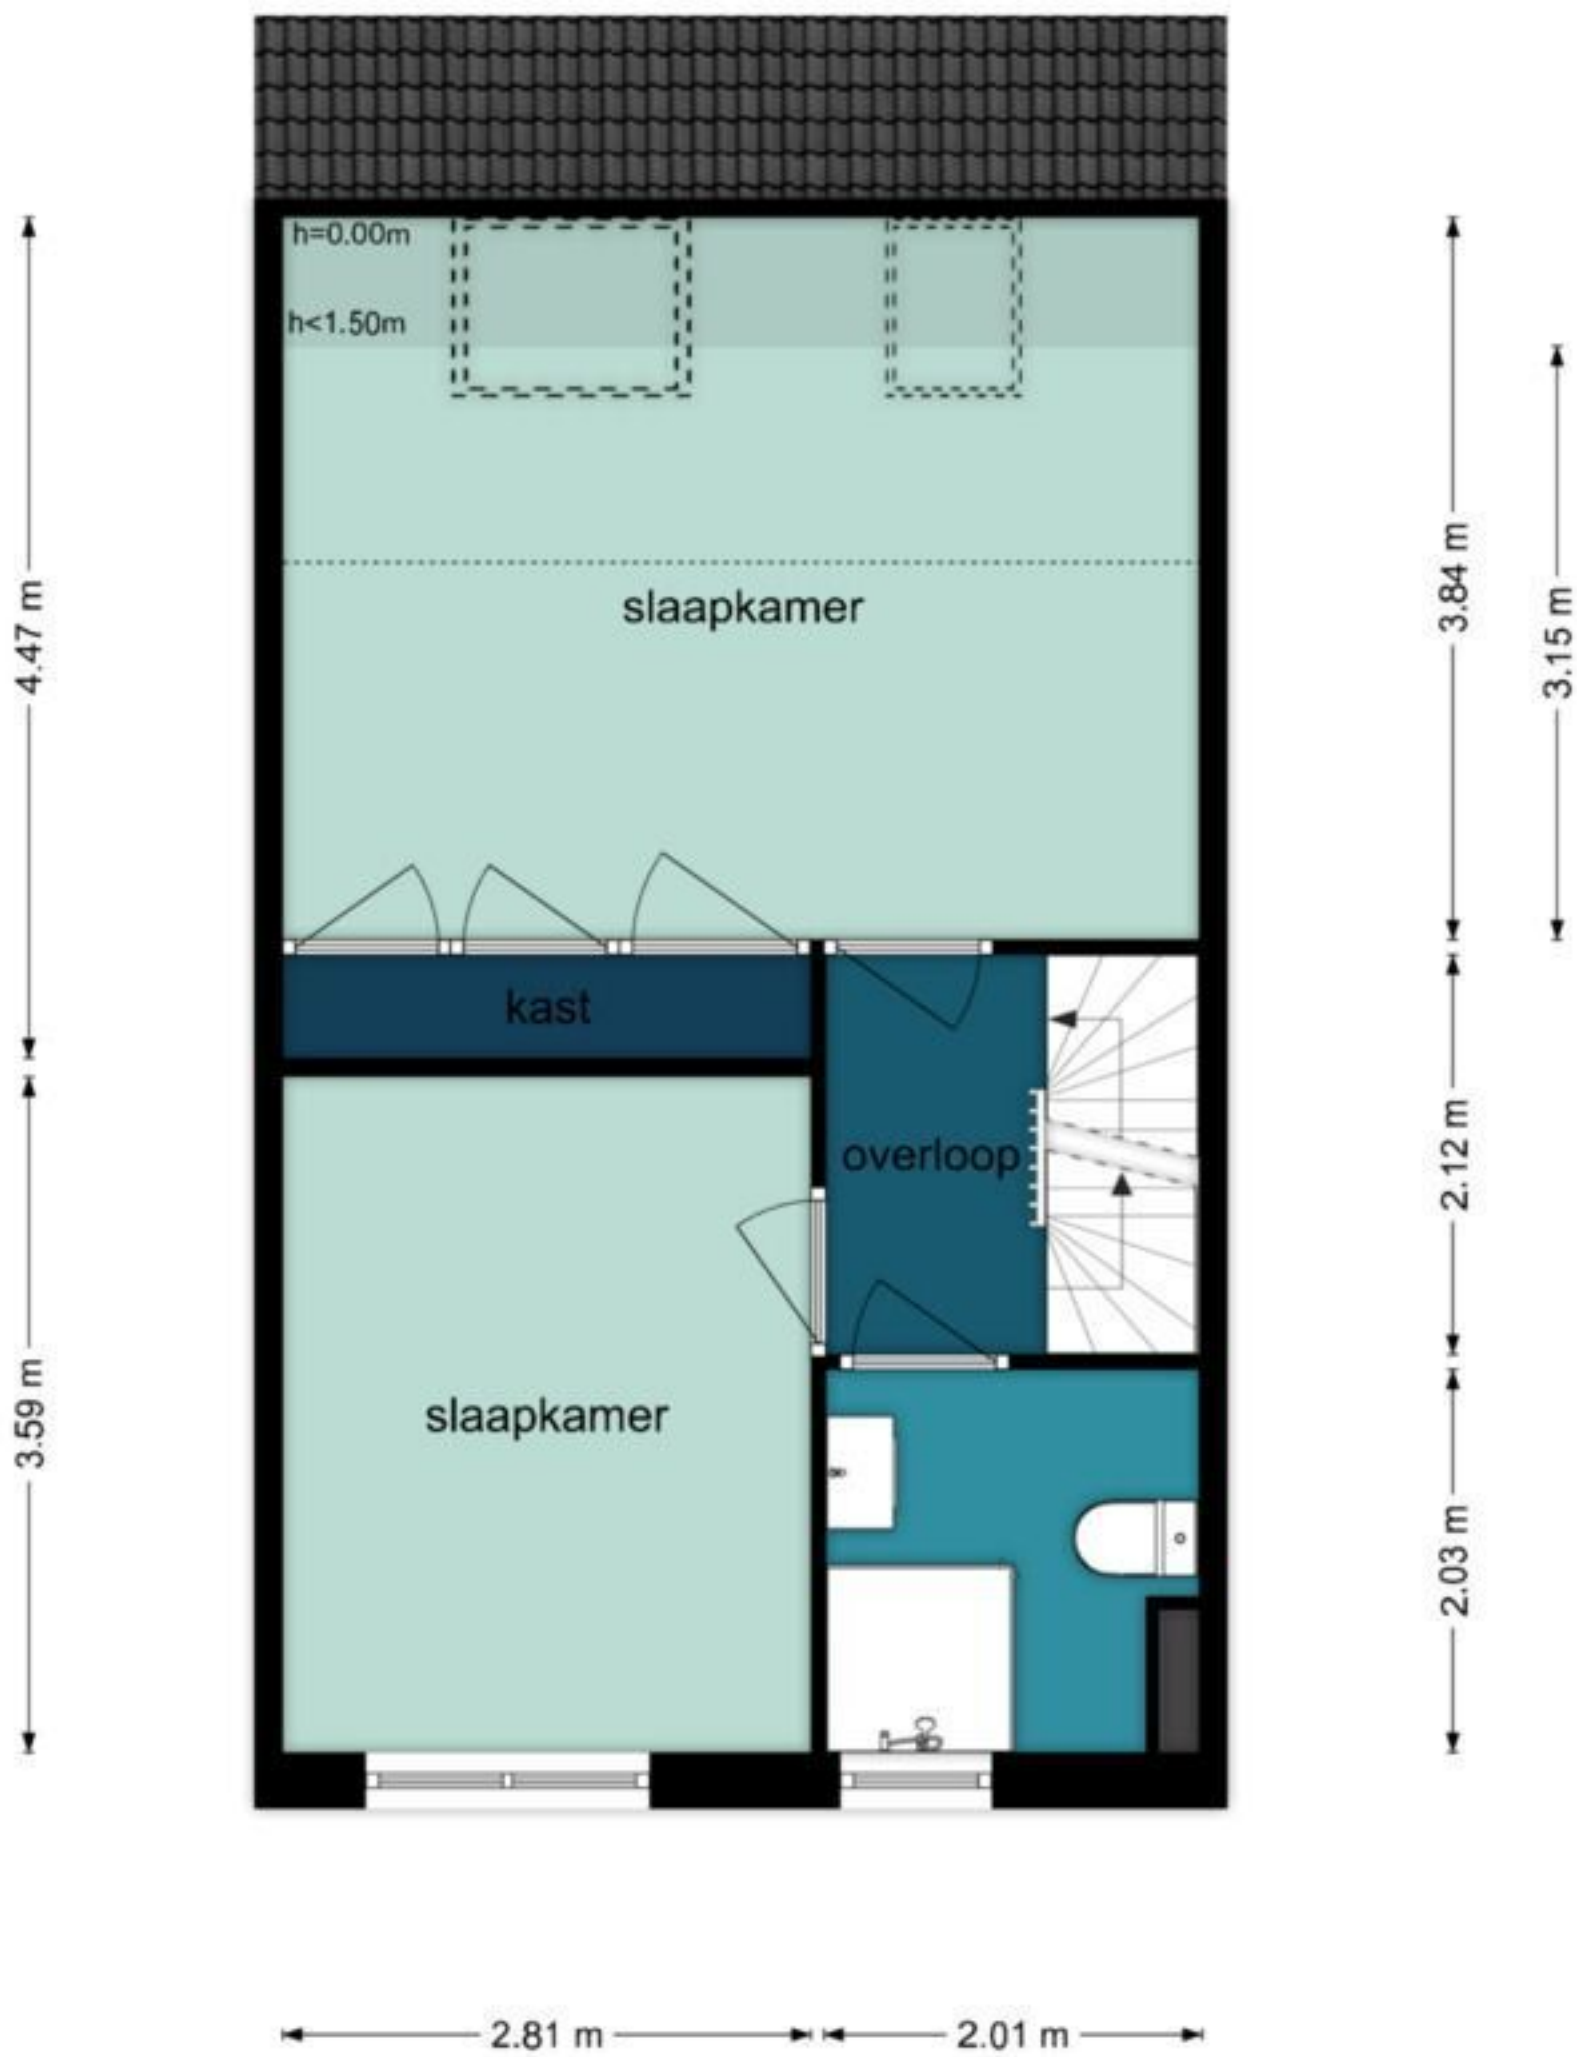 h=0.00m
h<1.50m
4.47 m
3.84 m
3.15 m
slaapkamer
kast
overloop
2.12 m
slaapkamer
3.59 m
2.03 m
2.81 m
2.01 m